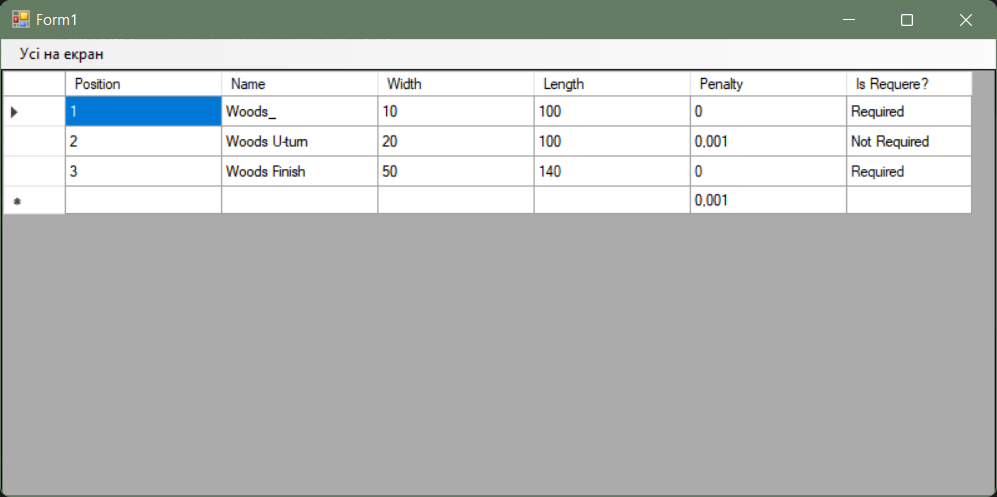 Form1
Усі на екран
Position Name Width Length Penalty Is Requere?
1 Woods_ 10 100 0 Required
2 Woods U-turn 20 100 0,001 Not Required
3 Woods Finish 50 140 0 Required
0,001